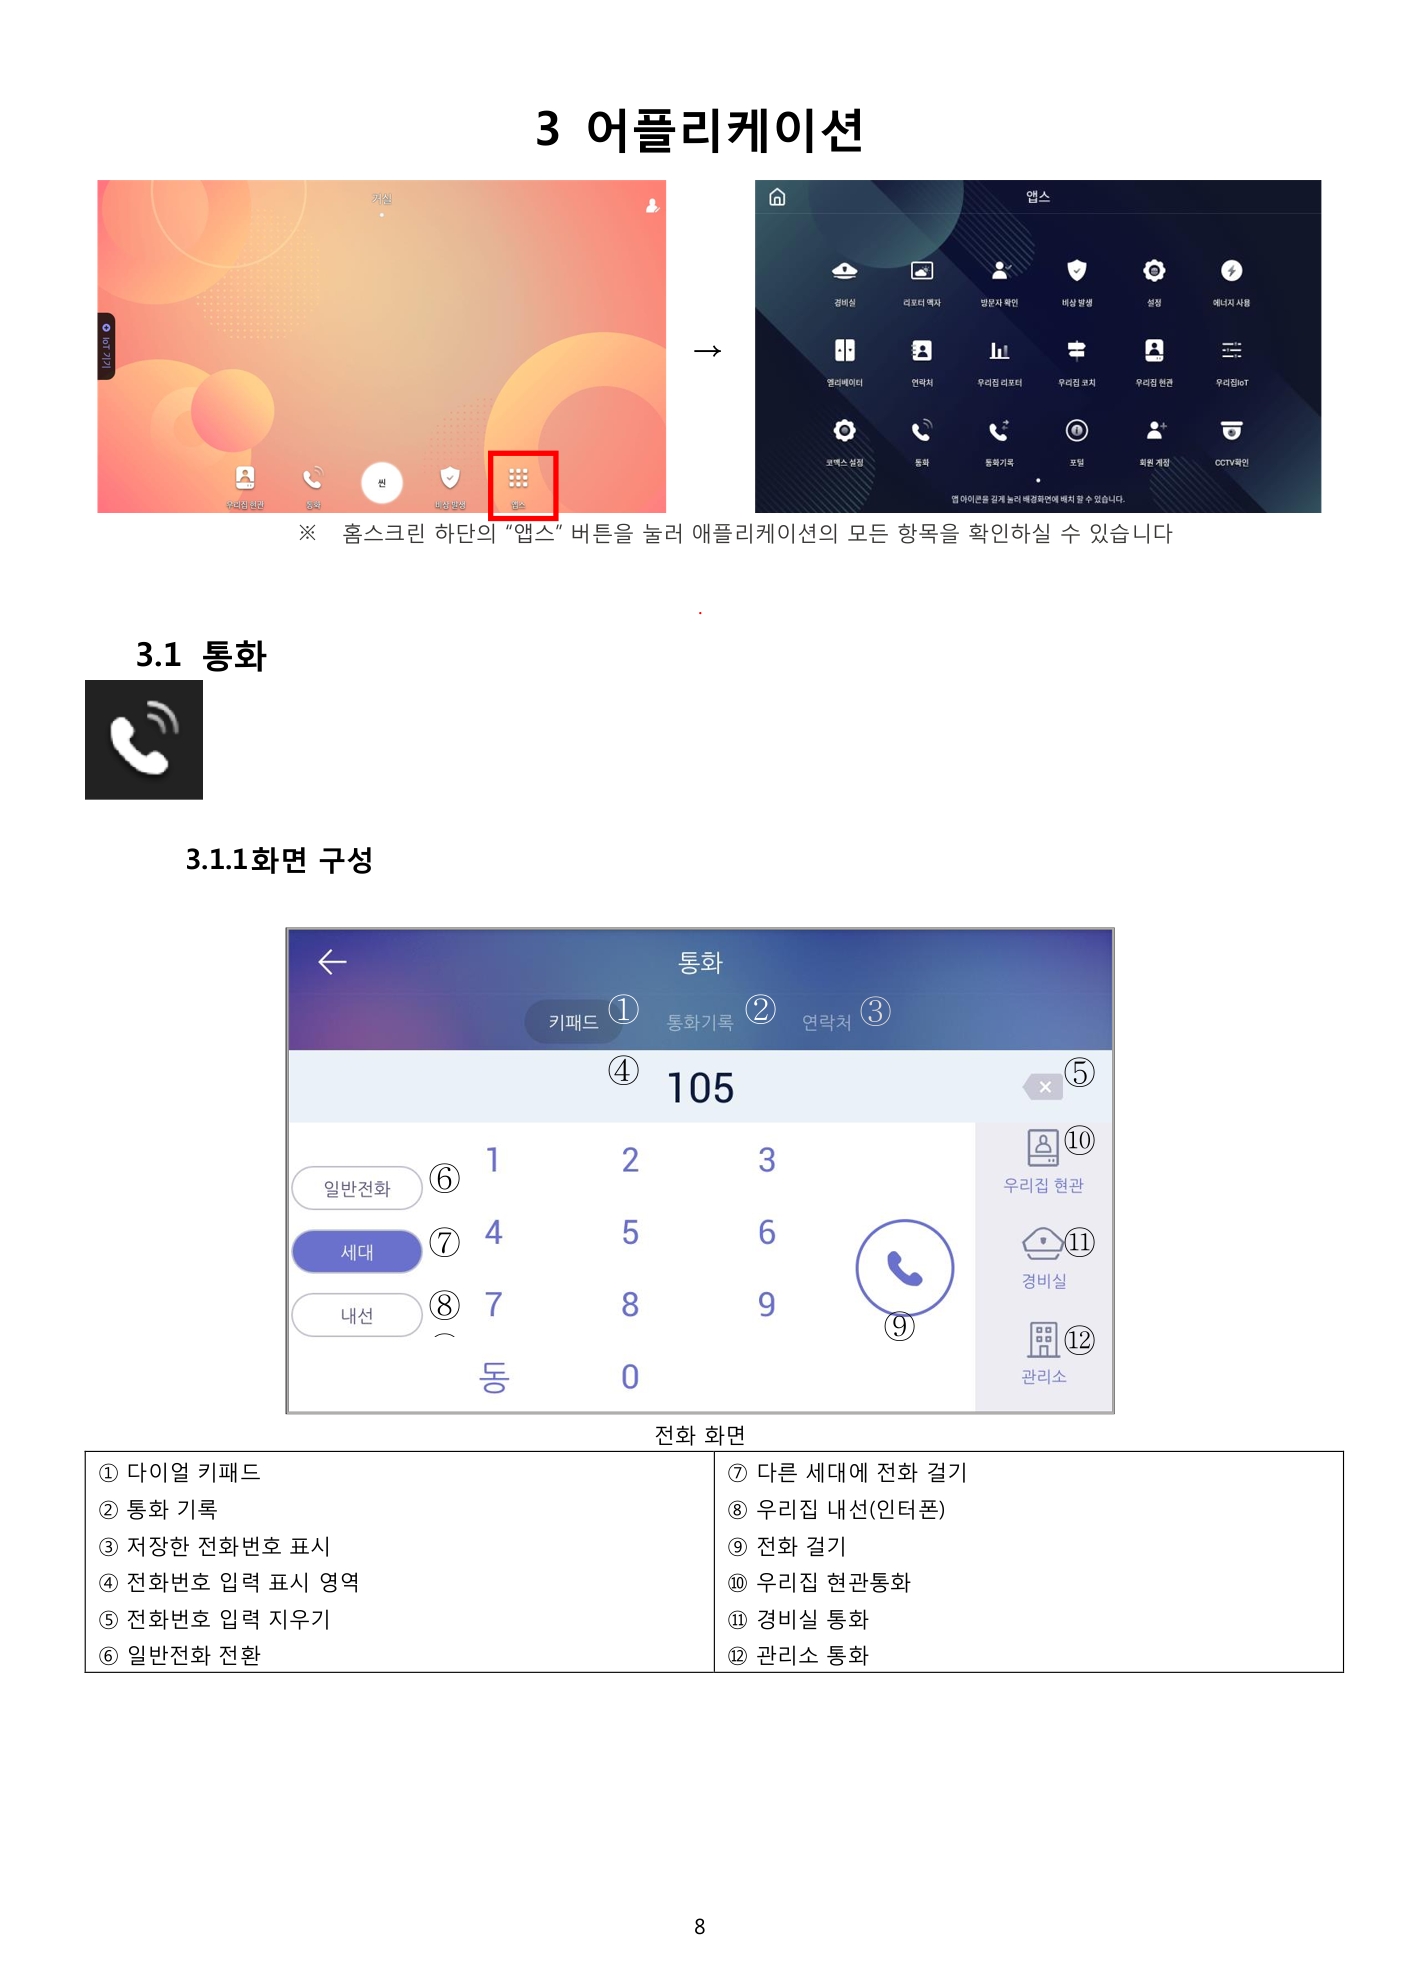 3 어플리케이션
거실
IoT 기기
우리집 현관
통화
씬
비상 발생
앱스
→
앱스
경비실
리포터 액자
방문자 확인
비상 발생
설정
에너지 사용
엘리베이터
연락처
우리집 리포터
우리집 코치
우리집 현관
우리집IoT
코맥스 설정
통화
통화기록
포털
회원 계정
CCTV확인
앱 아이콘을 길게 눌러 배경화면에 배치 할 수 있습니다.
※ 홈스크린 하단의 “앱스” 버튼을 눌러 애플리케이션의 모든 항목을 확인하실 수 있습니다
.
3.1 통화
3.1.1화면 구성
통화
키패드 ① 통화기록 ② 연락처 ③
④ 105 ⑤
일반전화 ⑥
세대 ⑦
내선 ⑧
1 2 3
4 5 6
7 8 9
동 0
⑨
⑩
우리집 현관
⑪
경비실
⑫
관리소
전화 화면
① 다이얼 키패드
② 통화 기록
③ 저장한 전화번호 표시
④ 전화번호 입력 표시 영역
⑤ 전화번호 입력 지우기
⑥ 일반전화 전환
⑦ 다른 세대에 전화 걸기
⑧ 우리집 내선(인터폰)
⑨ 전화 걸기
⑩ 우리집 현관통화
⑪ 경비실 통화
⑫ 관리소 통화
8